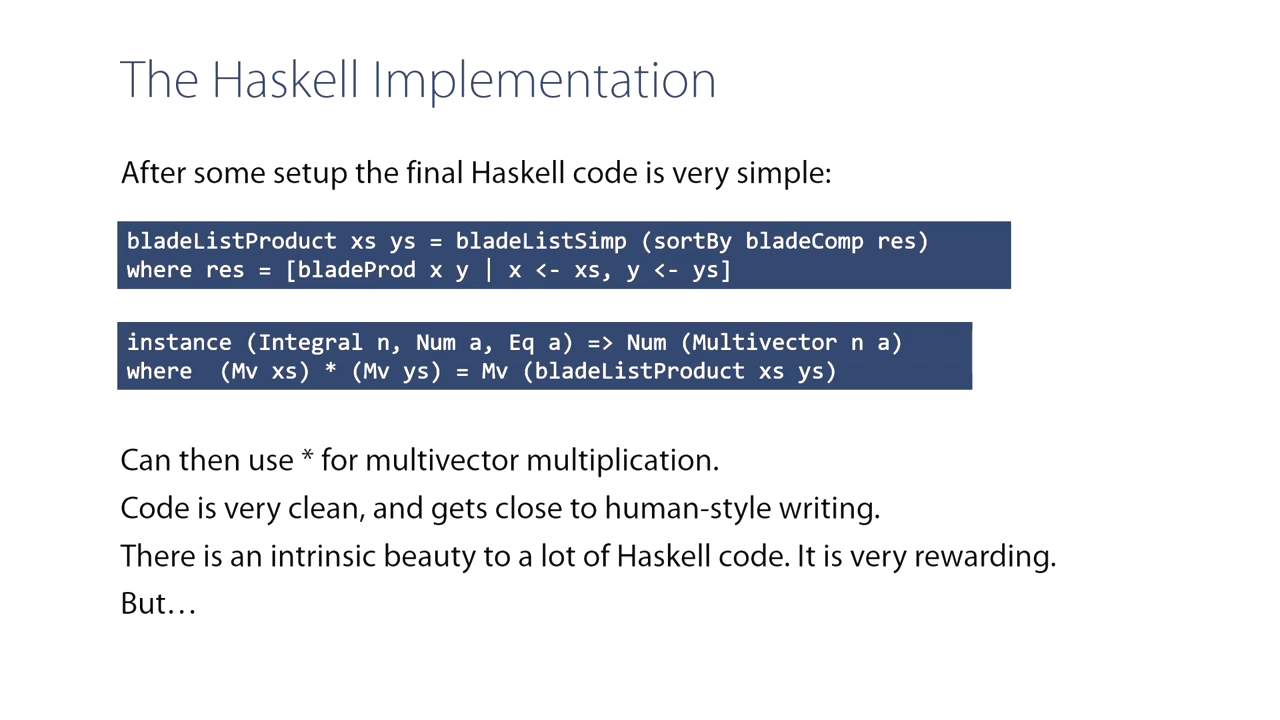 The Haskell Implementation
After some setup the final Haskell code is very simple:
bladeListProduct xs ys = bladeListSimp (sortBy bladeComp res)
where res = [bladeProd x y | x <- xs, y <- ys]
instance (Integral n, Num a, Eq a) => Num (Multivector n a)
where  (Mv xs) * (Mv ys) = Mv (bladeListProduct xs ys)
Can then use * for multivector multiplication.
Code is very clean, and gets close to human-style writing.
There is an intrinsic beauty to a lot of Haskell code. It is very rewarding.
But…